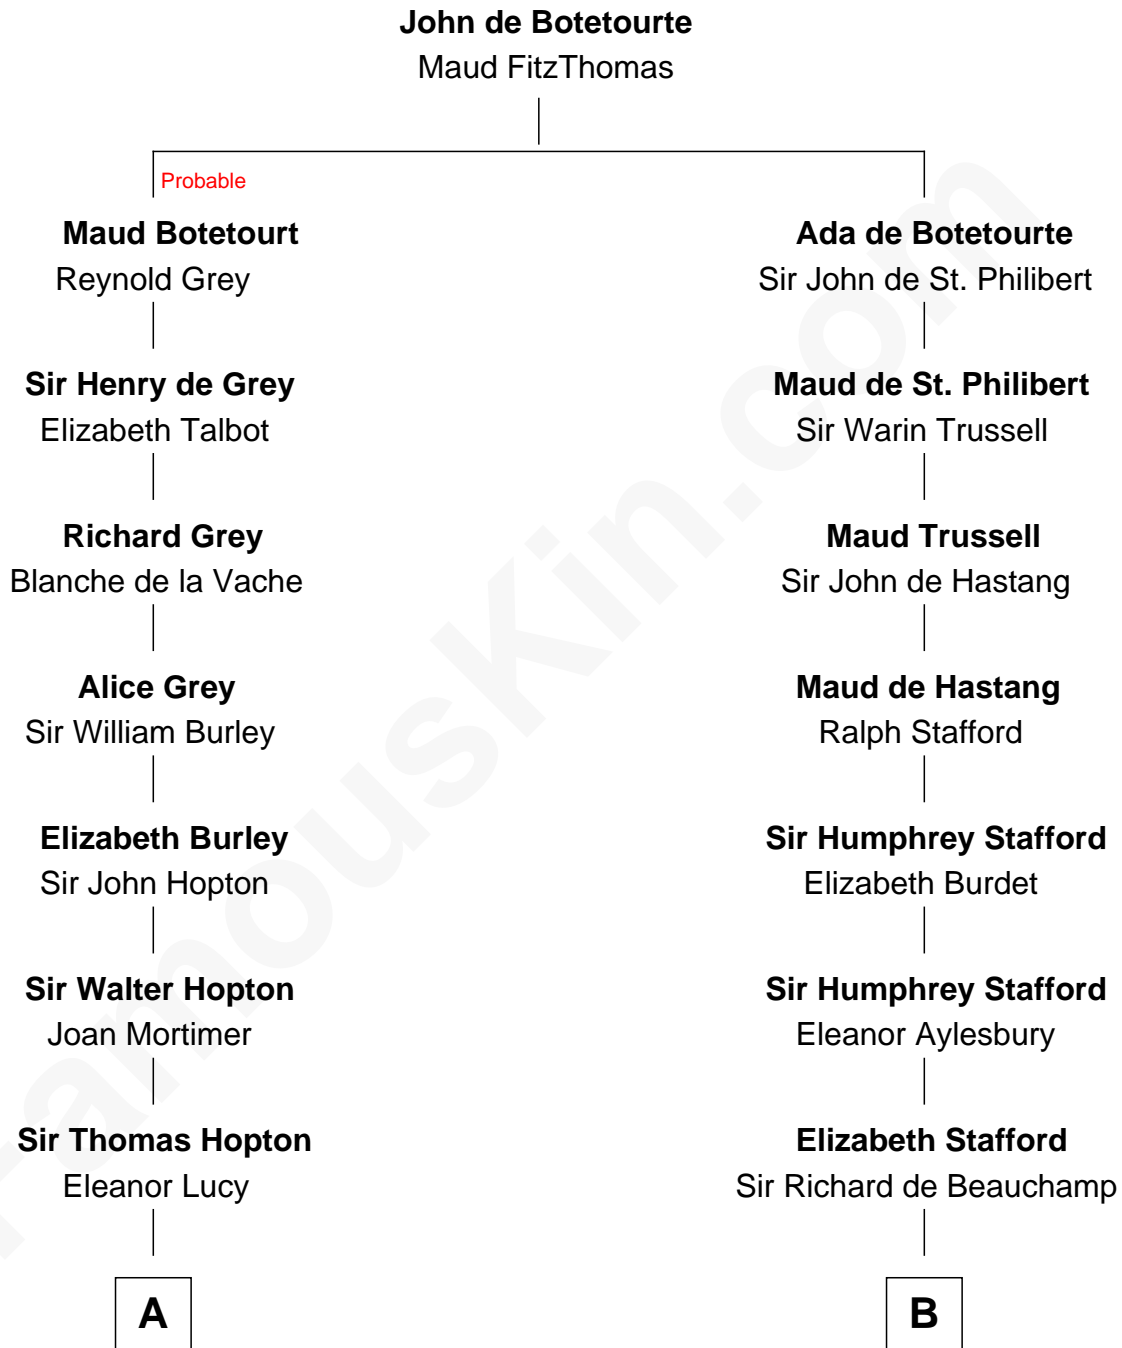 John de Botetourte
Maud FitzThomas
Probable
Maud Botetourt
Reynold Grey
Ada de Botetourte
Sir John de St. Philibert
Sir Henry de Grey
Elizabeth Talbot
Maud de St. Philibert
Sir Warin Trussell
Richard Grey
Blanche de la Vache
Maud Trussell
Sir John de Hastang
Alice Grey
Sir William Burley
Maud de Hastang
Ralph Stafford
Elizabeth Burley
Sir John Hopton
Sir Humphrey Stafford
Elizabeth Burdet
Sir Walter Hopton
Joan Mortimer
Sir Humphrey Stafford
Eleanor Aylesbury
Sir Thomas Hopton
Eleanor Lucy
Elizabeth Stafford
Sir Richard de Beauchamp
A
B
FamousKin.com